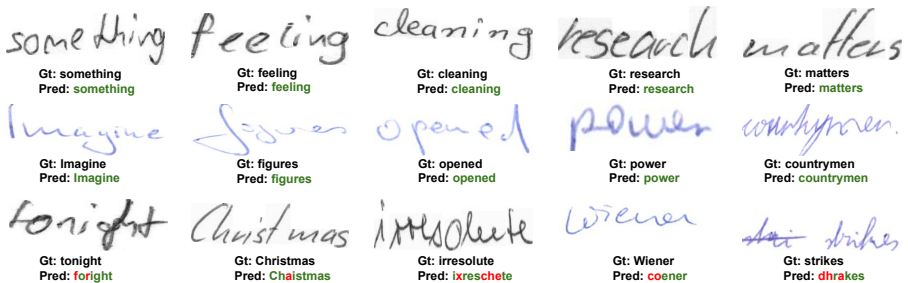 something feeling cleaning research matters
Gt: something Gt: feeling Gt: cleaning Gt: research Gt: matters
Pred: something Pred: feeling Pred: cleaning Pred: research Pred: matters
Imagine figures opened power countrymen.
Gt: Imagine Gt: figures Gt: opened Gt: power Gt: countrymen
Pred: Imagine Pred: figures Pred: opened Pred: power Pred: countrymen
tonight Christmas irresolute Wiener strikes
Gt: tonight Gt: Christmas Gt: irresolute Gt: Wiener Gt: strikes
Pred: foright Pred: Chaistmas Pred: ixreschete Pred: coener Pred: dhrakes